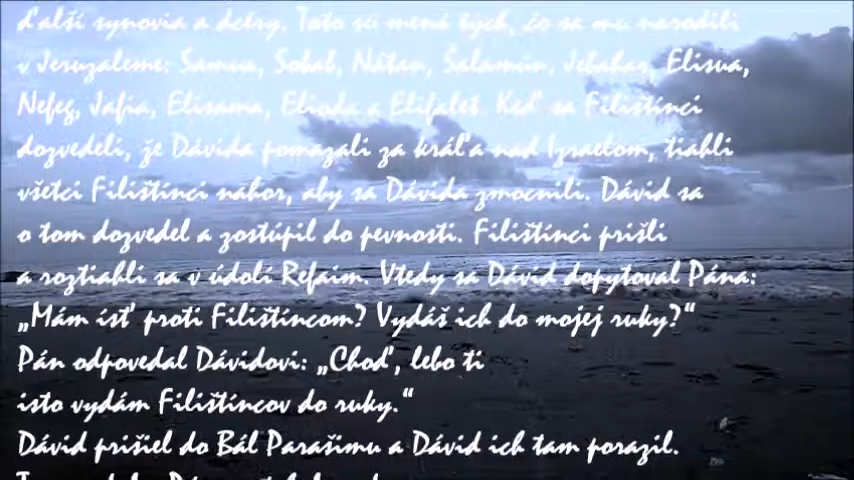 ďalší synovia a dcéry. Toto sú mená tých, čo sa mu narodili
v Jeruzaleme: Samua, Sobab, Nátan, Šalamún, Jebahar, Elisua,
Nefeg, Jafia, Elisama, Elioda a Elifalet. Keď sa Filištínci
dozvedeli, že Dávida pomazali za kráľa nad Izraelom, tiahli
všetci Filištínci nahor, aby sa Dávida zmocnili. Dávid sa
o tom dozvedel a zostúpil do pevnosti. Filištínci prišli
a roztiahli sa v údolí Refaim. Vtedy sa Dávid dopytoval Pána:
„Mám ísť proti Filištíncom? Vydáš ich do mojej ruky?“
Pán odpovedal Dávidovi: „Choď, lebo ti
isto vydám Filištíncov do ruky.“
Dávid prišiel do Bál Parašimu a Dávid ich tam porazil.